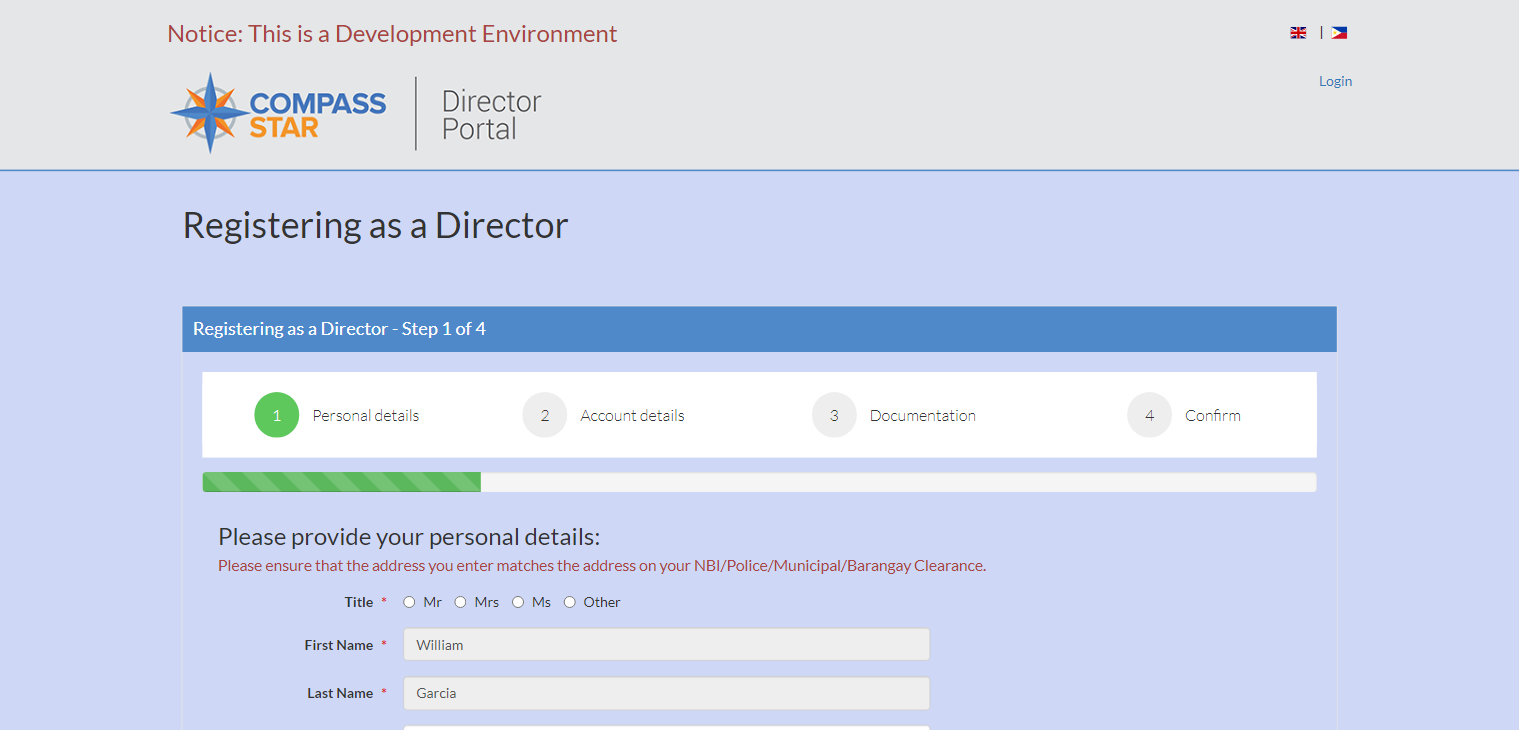 Notice: This is a Development Environment
|
Login
COMPASS
STAR
Director
Portal
Registering as a Director
Registering as a Director - Step 1 of 4
1 Personal details 2 Account details 3 Documentation 4 Confirm
Please provide your personal details:
Please ensure that the address you enter matches the address on your NBI/Police/Municipal/Barangay Clearance.
Title * Mr Mrs Ms Other
First Name * William
Last Name * Garcia